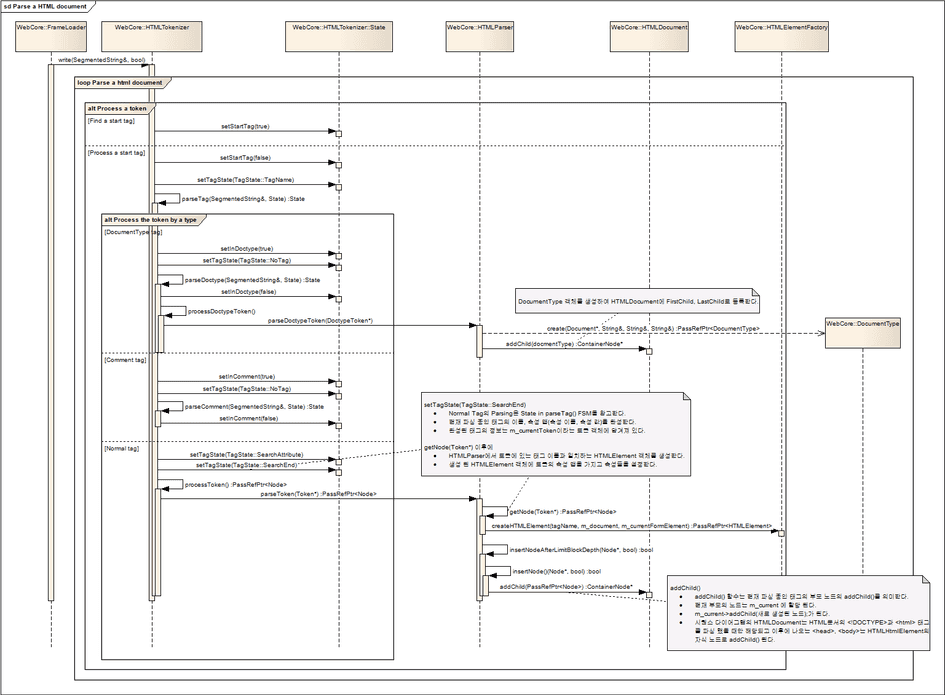 sd Parse a HTML document
WebCore::FrameLoader
WebCore::HTMLTokenizer
WebCore::HTMLTokenizer::State
WebCore::HTMLParser
WebCore::HTMLDocument
WebCore::HTMLElementFactory
write(SegmentedString&, bool)
loop Parse a html document
alt Process a token
[Find a start tag]
setStartTag(true)
[Process a start tag]
setStartTag(false)
setTagState(TagState::TagName)
parseTag(SegmentedString&, State) :State
alt Process the token by a type
[DocumentType tag]
setInDoctype(true)
setTagState(TagState::NoTag)
parseDoctype(SegmentedString&, State) :State
setInDoctype(false)
processDoctypeToken()
parseDoctypeToken(DoctypeToken*)
DocumentType 객체를 생성하여 HTMLDocument에 FirstChild, LastChild로 등록한다.
create(Document*, String&, String&, String&) :PassRefPtr<DocumentType>
WebCore::DocumentType
addChild(docmentType) :ContainerNode*
[Comment tag]
setInComment(true)
setTagState(TagState::NoTag)
parseComment(SegmentedString&, State) :State
setInComment(false)
setTagState(TagState::SearchEnd)
Normal Tag의 Parsing은 State in parseTag() FSM를 참고한다.
현재 파싱 중인 태그의 이름, 속성 맵(속성 이름, 속성 값)을 완성한다.
완성된 태그의 정보는 m_currentToken이라는 토큰 객체에 담겨져 있다.
getNode(Token*) 이후에
HTMLParser에서 토큰에 있는 태그 이름과 일치하는 HTMLElement 객체를 생성한다.
생성 된 HTMLElement 객체에 토큰의 속성 맵을 가지고 속성들을 결정한다.
[Normal tag]
setTagState(TagState::SearchAttribute)
setTagState(TagState::SearchEnd)
processToken() :PassRefPtr<Node>
parseToken(Token*) :PassRefPtr<Node>
getNode(Token*) :PassRefPtr<Node>
createHTMLElement(tagName, m_document, m_currentFormElement) :PassRefPtr<HTMLElement>
insertNodeAfterLimitBlockDepth(Node*, bool) :bool
insertNode()(Node*, bool) :bool
addChild(PassRefPtr<Node>) :ContainerNode*
addChild()
addChild() 함수는 현재 파싱 중인 태그의 부모 노드의 addChild()를 의미한다.
현재 부모의 노드는 m_current 에 할당 된다.
m_current->addChild(새로 생성된 노드);가 된다.
시퀀스 다이어그램의 HTMLDocument는 HTML문서의 <!DOCTYPE>과 <html> 태그
를 파싱 했을 때만 해당되고 이후에 나오는 <head>, <body>는 HTMLHtmlElement의
자식 노드로 addChild() 된다.